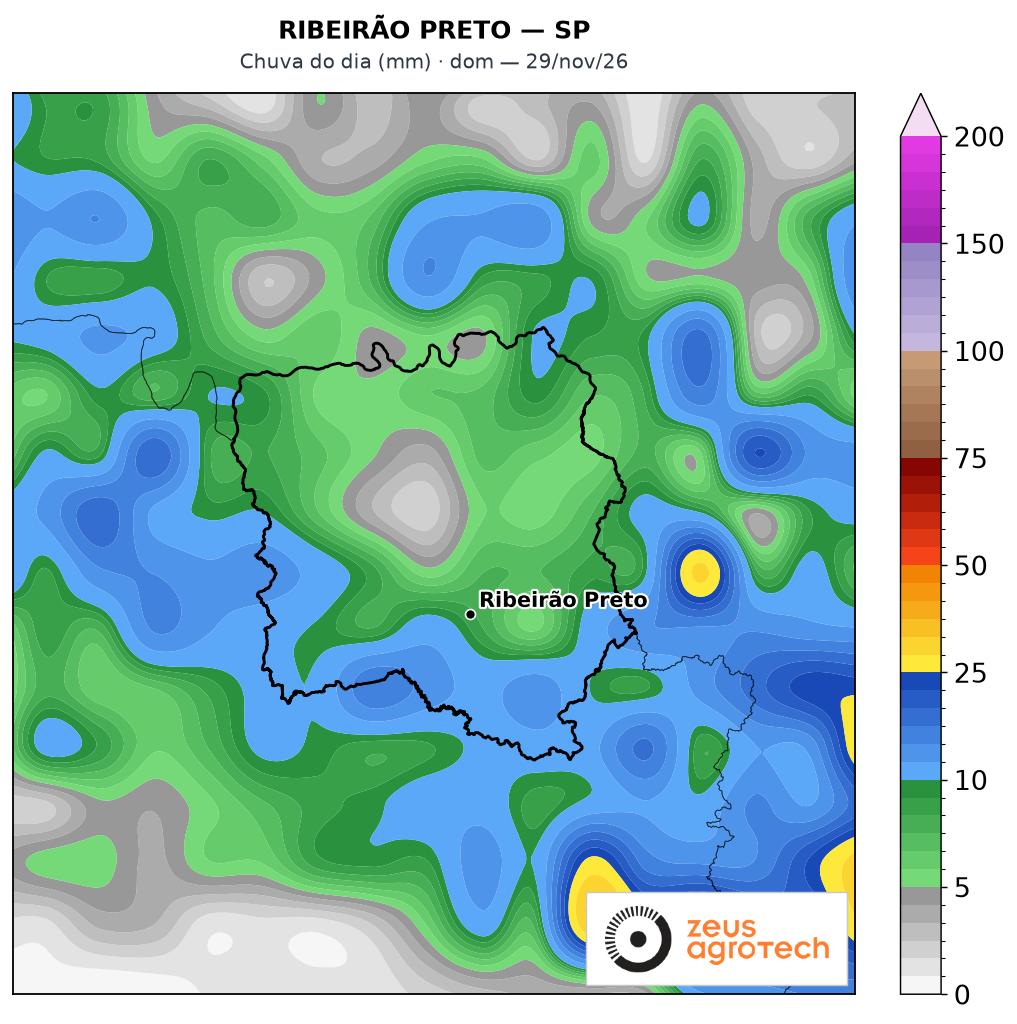 RIBEIRÃO PRETO — SP
Chuva do dia (mm) · dom — 29/nov/26
200
150
100
75
50
25
10
5
0
Ribeirão Preto
zeus
agrotech